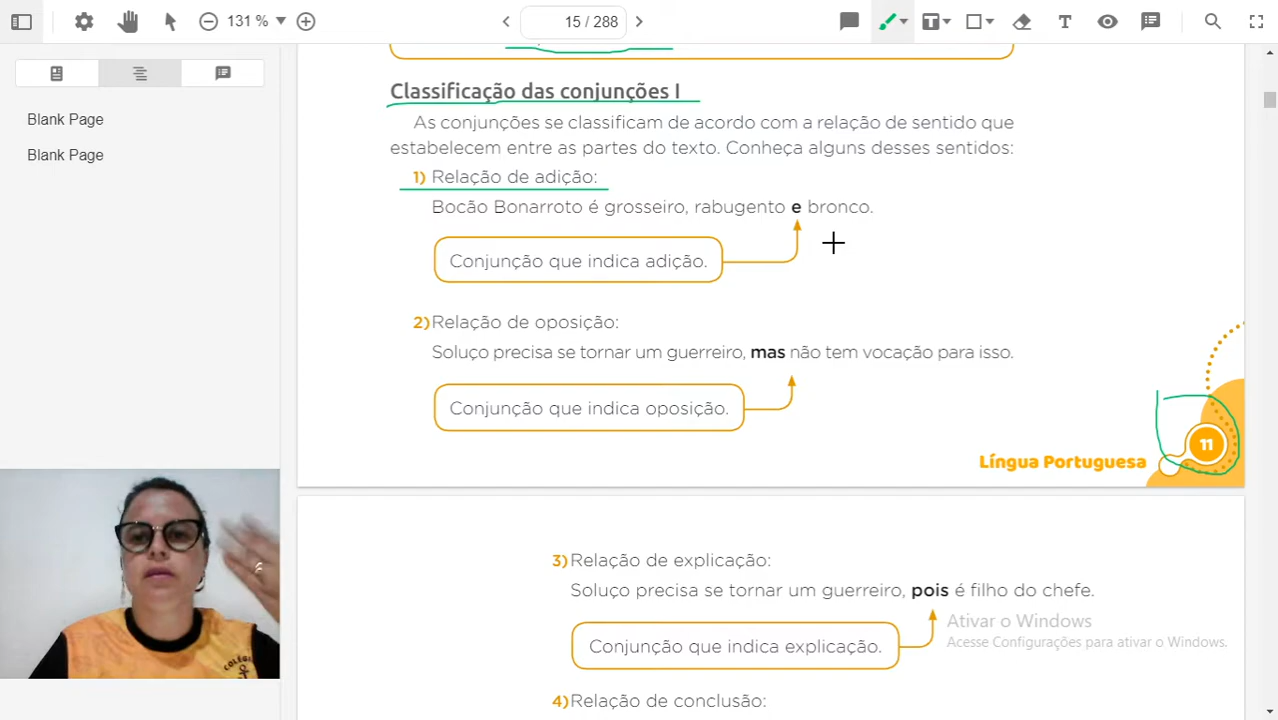 131 %
15 / 288
T
T
Blank Page
Blank Page
Classificação das conjunções I
As conjunções se classificam de acordo com a relação de sentido que
estabelecem entre as partes do texto. Conheça alguns desses sentidos:
1) Relação de adição:
Bocão Bonarroto é grosseiro, rabugento e bronco.
Conjunção que indica adição.
2) Relação de oposição:
Soluço precisa se tornar um guerreiro, mas não tem vocação para isso.
Conjunção que indica oposição.
Língua Portuguesa
11
3) Relação de explicação:
Soluço precisa se tornar um guerreiro, pois é filho do chefe.
Conjunção que indica explicação.
Ativar o Windows
Acesse Configurações para ativar o Windows.
4) Relação de conclusão: